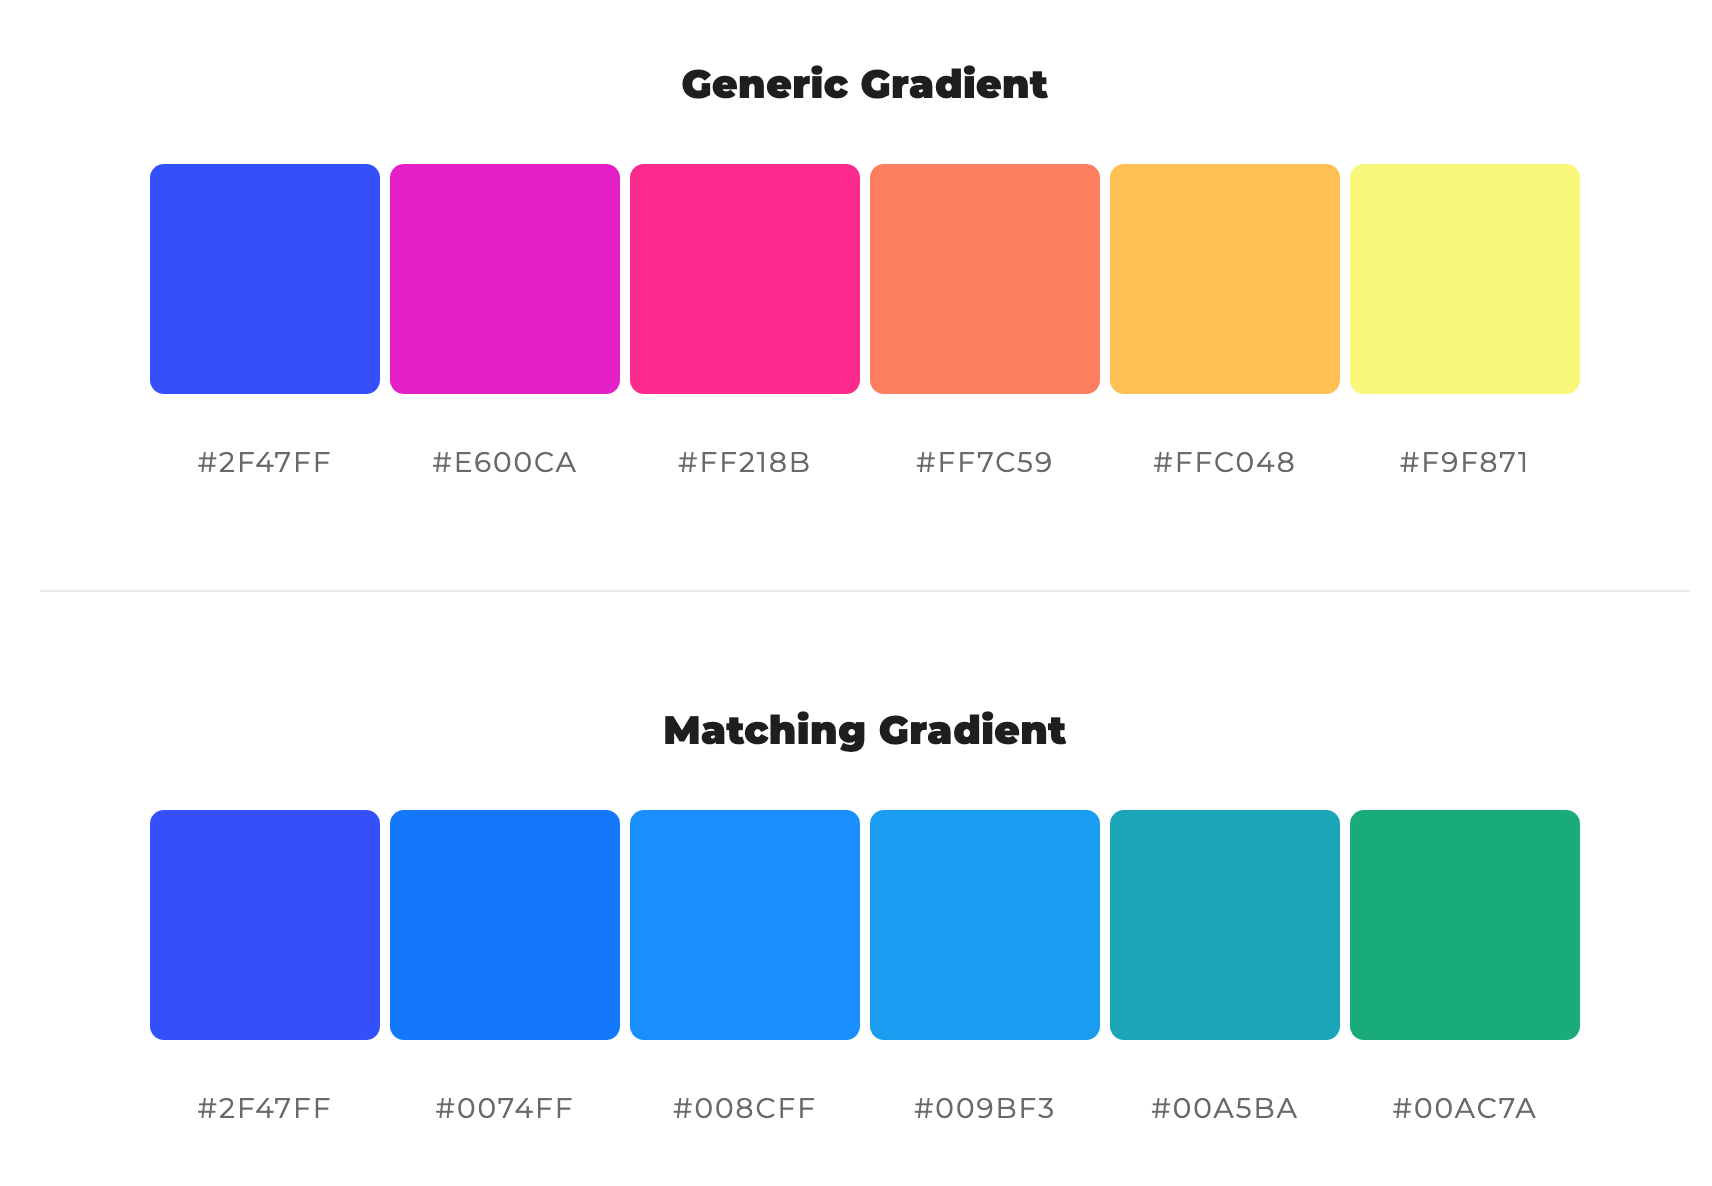 Generic Gradient
#2F47FF #E600CA #FF218B #FF7C59 #FFC048 #F9F871
Matching Gradient
#2F47FF #0074FF #008CFF #009BF3 #00A5BA #00AC7A